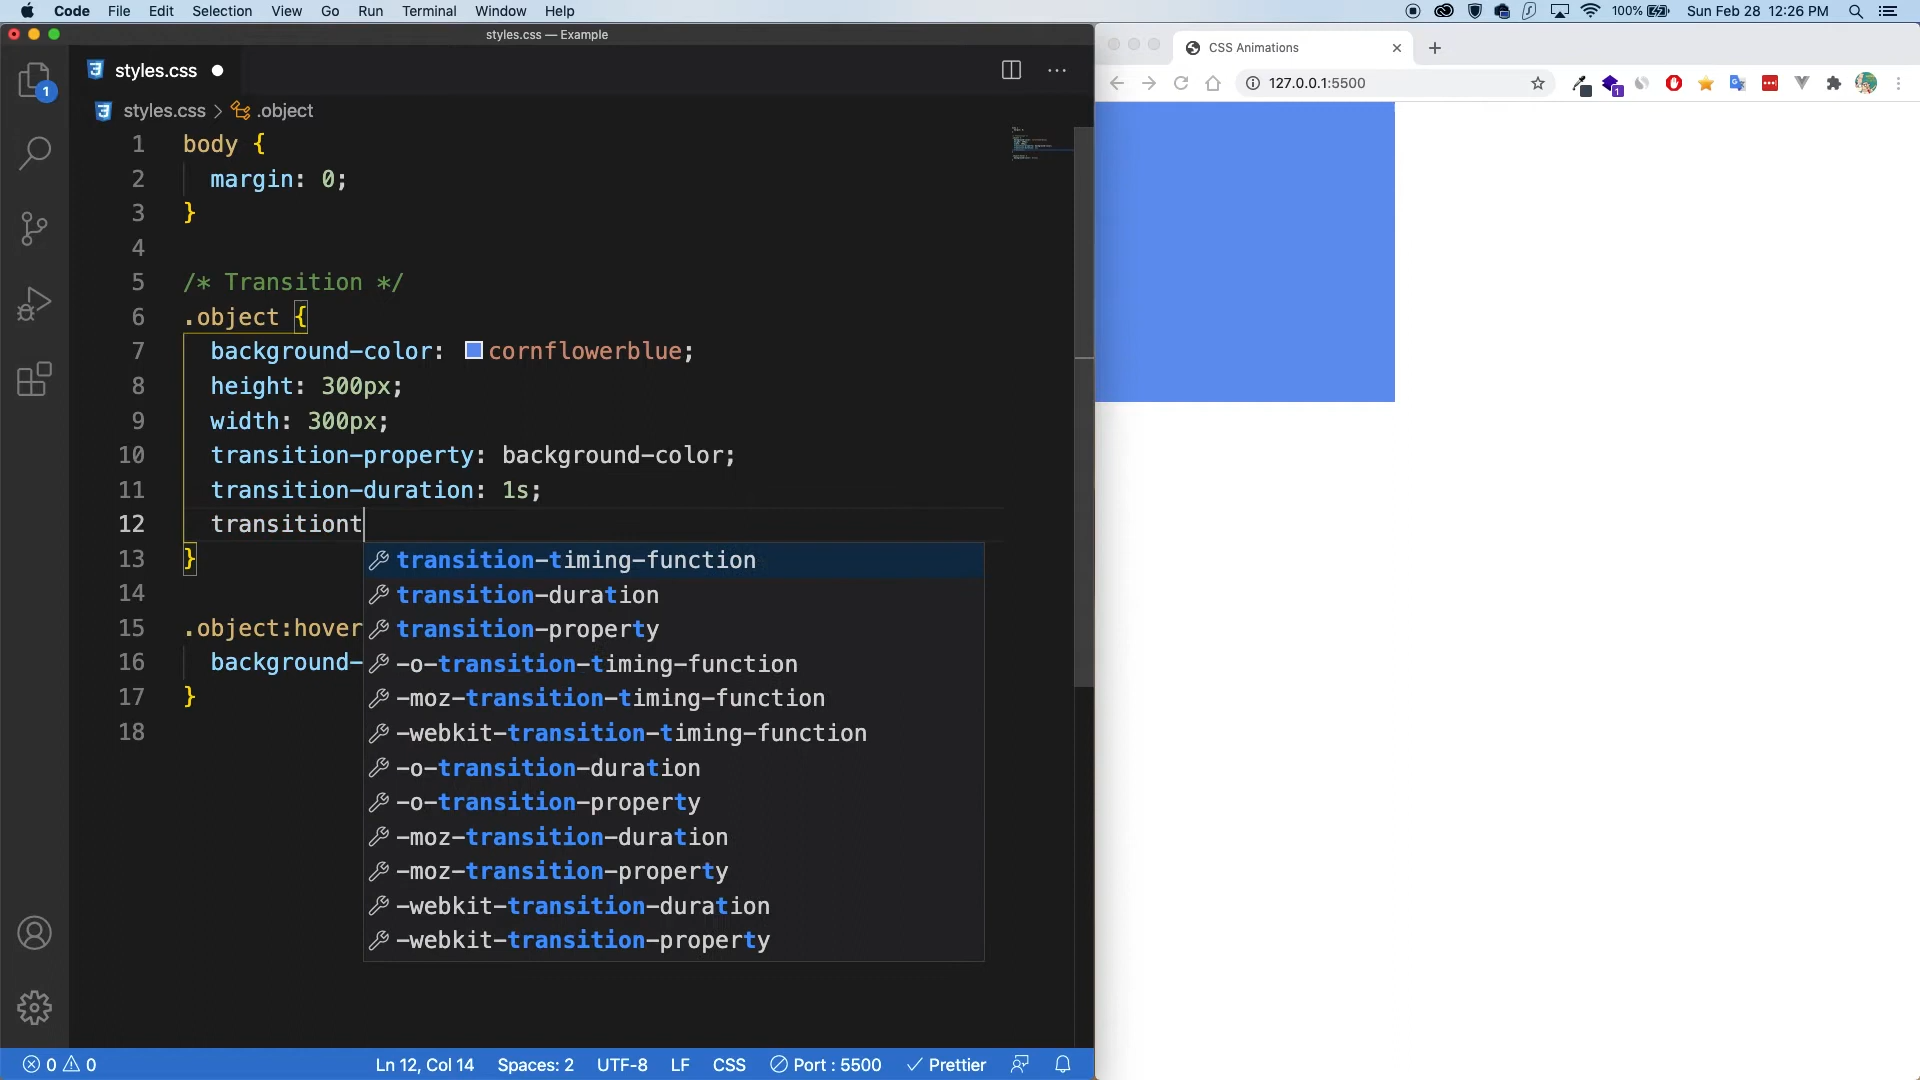 Code File Edit Selection View Go Run Terminal Window Help 100% Sun Feb 28 12:26 PM
styles.css — Example
styles.css
styles.css > .object
1 body {
2 margin: 0;
3 }
4
5 /* Transition */
6 .object {
7 background-color: cornflowerblue;
8 height: 300px;
9 width: 300px;
10 transition-property: background-color;
11 transition-duration: 1s;
12 transitiont
13 }
14
15 .object:hover
16 background-
17 }
18
transition-timing-function
transition-duration
transition-property
-o-transition-timing-function
-moz-transition-timing-function
-webkit-transition-timing-function
-o-transition-duration
-o-transition-property
-moz-transition-duration
-moz-transition-property
-webkit-transition-duration
-webkit-transition-property
1
0 0 Ln 12, Col 14 Spaces: 2 UTF-8 LF CSS Port : 5500 Prettier
CSS Animations
127.0.0.1:5500
1